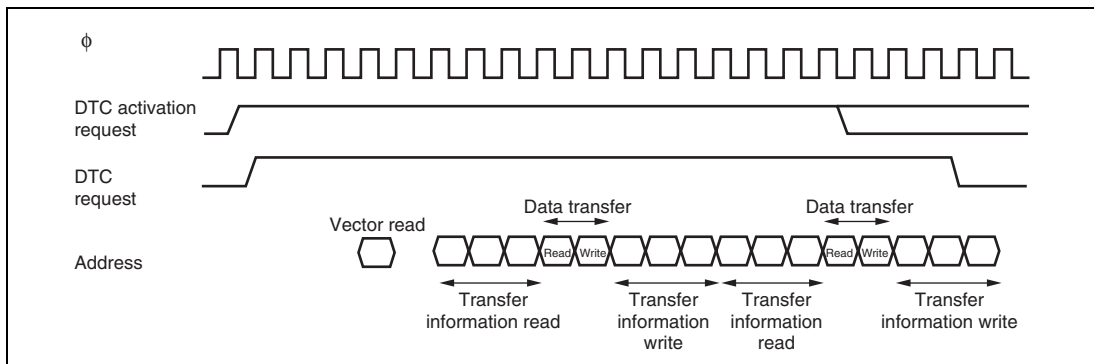 ϕ
DTC activation
request
DTC
request
Data transfer
Data transfer
Vector read
Address
Read
Write
Read
Write
Transfer
information read
Transfer
information
write
Transfer
information
read
Transfer
information write